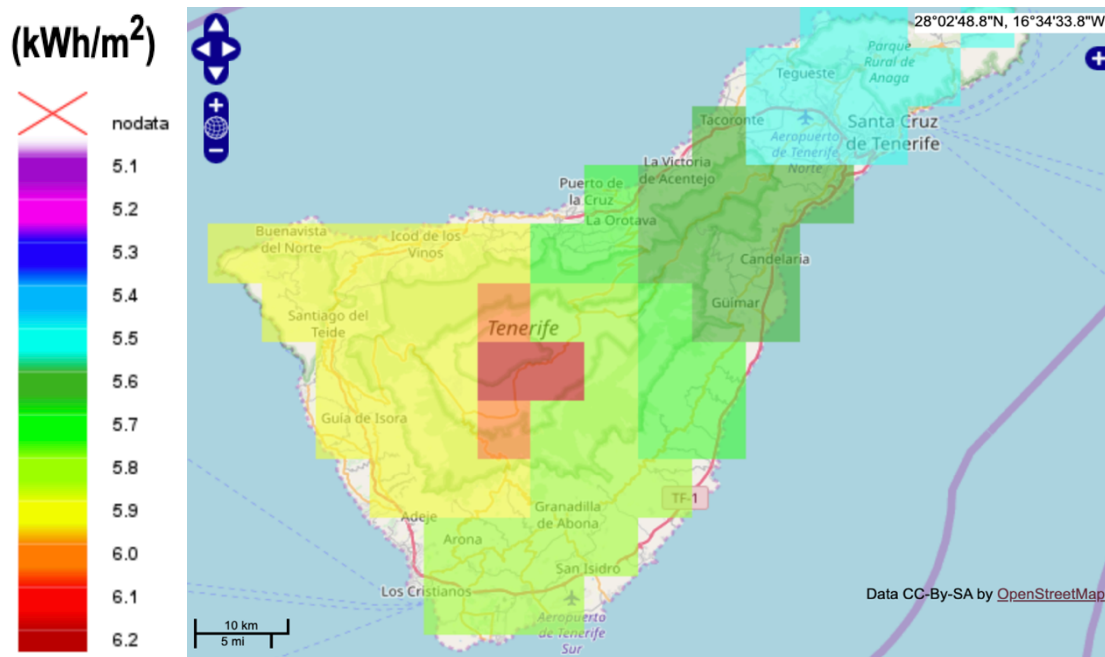 (kWh/m²)
nodata
5.1
5.2
5.3
5.4
5.5
5.6
5.7
5.8
5.9
6.0
6.1
6.2
28°02'48.8"N, 16°34'33.8"W
Parque
Rural de
Anaga
Tegueste
Tacoronte
Santa Cruz
de Tenerife
Aeropuerto
de Tenerife
Norte
La Victoria
de Acentejo
Puerto de
la Cruz
La Orotava
Buenavista
del Norte
Icod de los
Vinos
Candelaria
Güímar
Santiago del
Teide
Tenerife
Guía de Isora
TF-1
Granadilla
de Abona
Adeje
Arona
San Isidro
Los Cristianos
Aeropuerto
de Tenerife
Sur
10 km
5 mi
Data CC-By-SA by OpenStreetMap